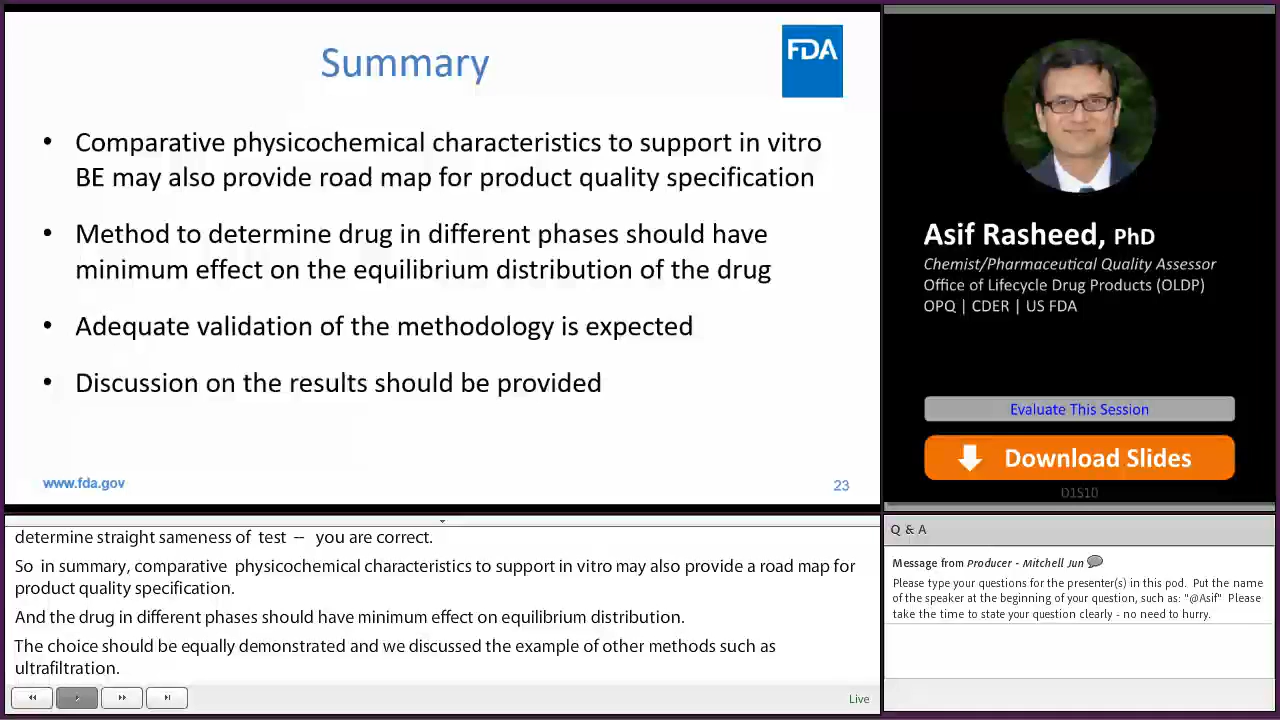 Summary
FDA
• Comparative physicochemical characteristics to support in vitro
BE may also provide road map for product quality specification
• Method to determine drug in different phases should have
minimum effect on the equilibrium distribution of the drug
• Adequate validation of the methodology is expected
• Discussion on the results should be provided
www.fda.gov
23
Asif Rasheed, PhD
Chemist/Pharmaceutical Quality Assessor
Office of Lifecycle Drug Products (OLDP)
OPQ | CDER | US FDA
Evaluate This Session
Download Slides
D1S10
determine straight sameness of test -- you are correct.
So in summary, comparative physicochemical characteristics to support in vitro may also provide a road map for
product quality specification.
And the drug in different phases should have minimum effect on equilibrium distribution.
The choice should be equally demonstrated and we discussed the example of other methods such as
ultrafiltration.
Live
Q & A
Message from Producer - Mitchell Jun
Please type your questions for the presenter(s) in this pod. Put the name
of the speaker at the beginning of your question, such as: "@Asif" Please
take the time to state your question clearly - no need to hurry.